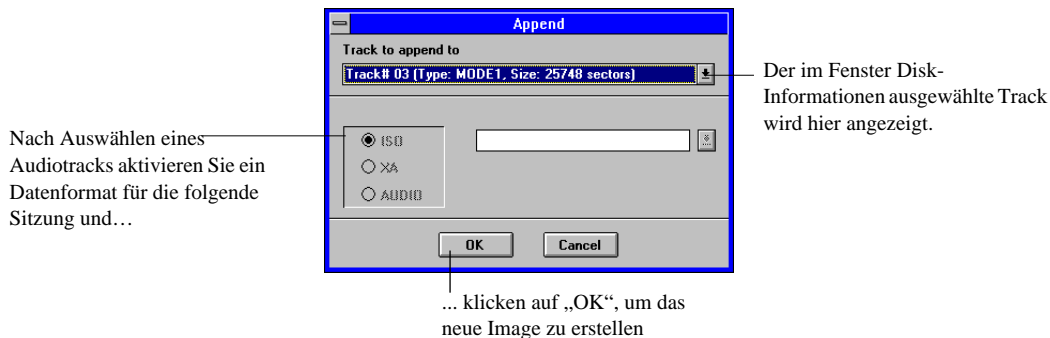 Append
Track to append to
Track# 03 (Type: MODE1, Size: 25748 sectors)
Der im Fenster Disk-
Informationen ausgewählte Track
wird hier angezeigt.
Nach Auswählen eines
Audiotracks aktivieren Sie ein
Datenformat für die folgende
Sitzung und…
ISO
XA
AUDIO
OK
Cancel
... klicken auf „OK“, um das
neue Image zu erstellen